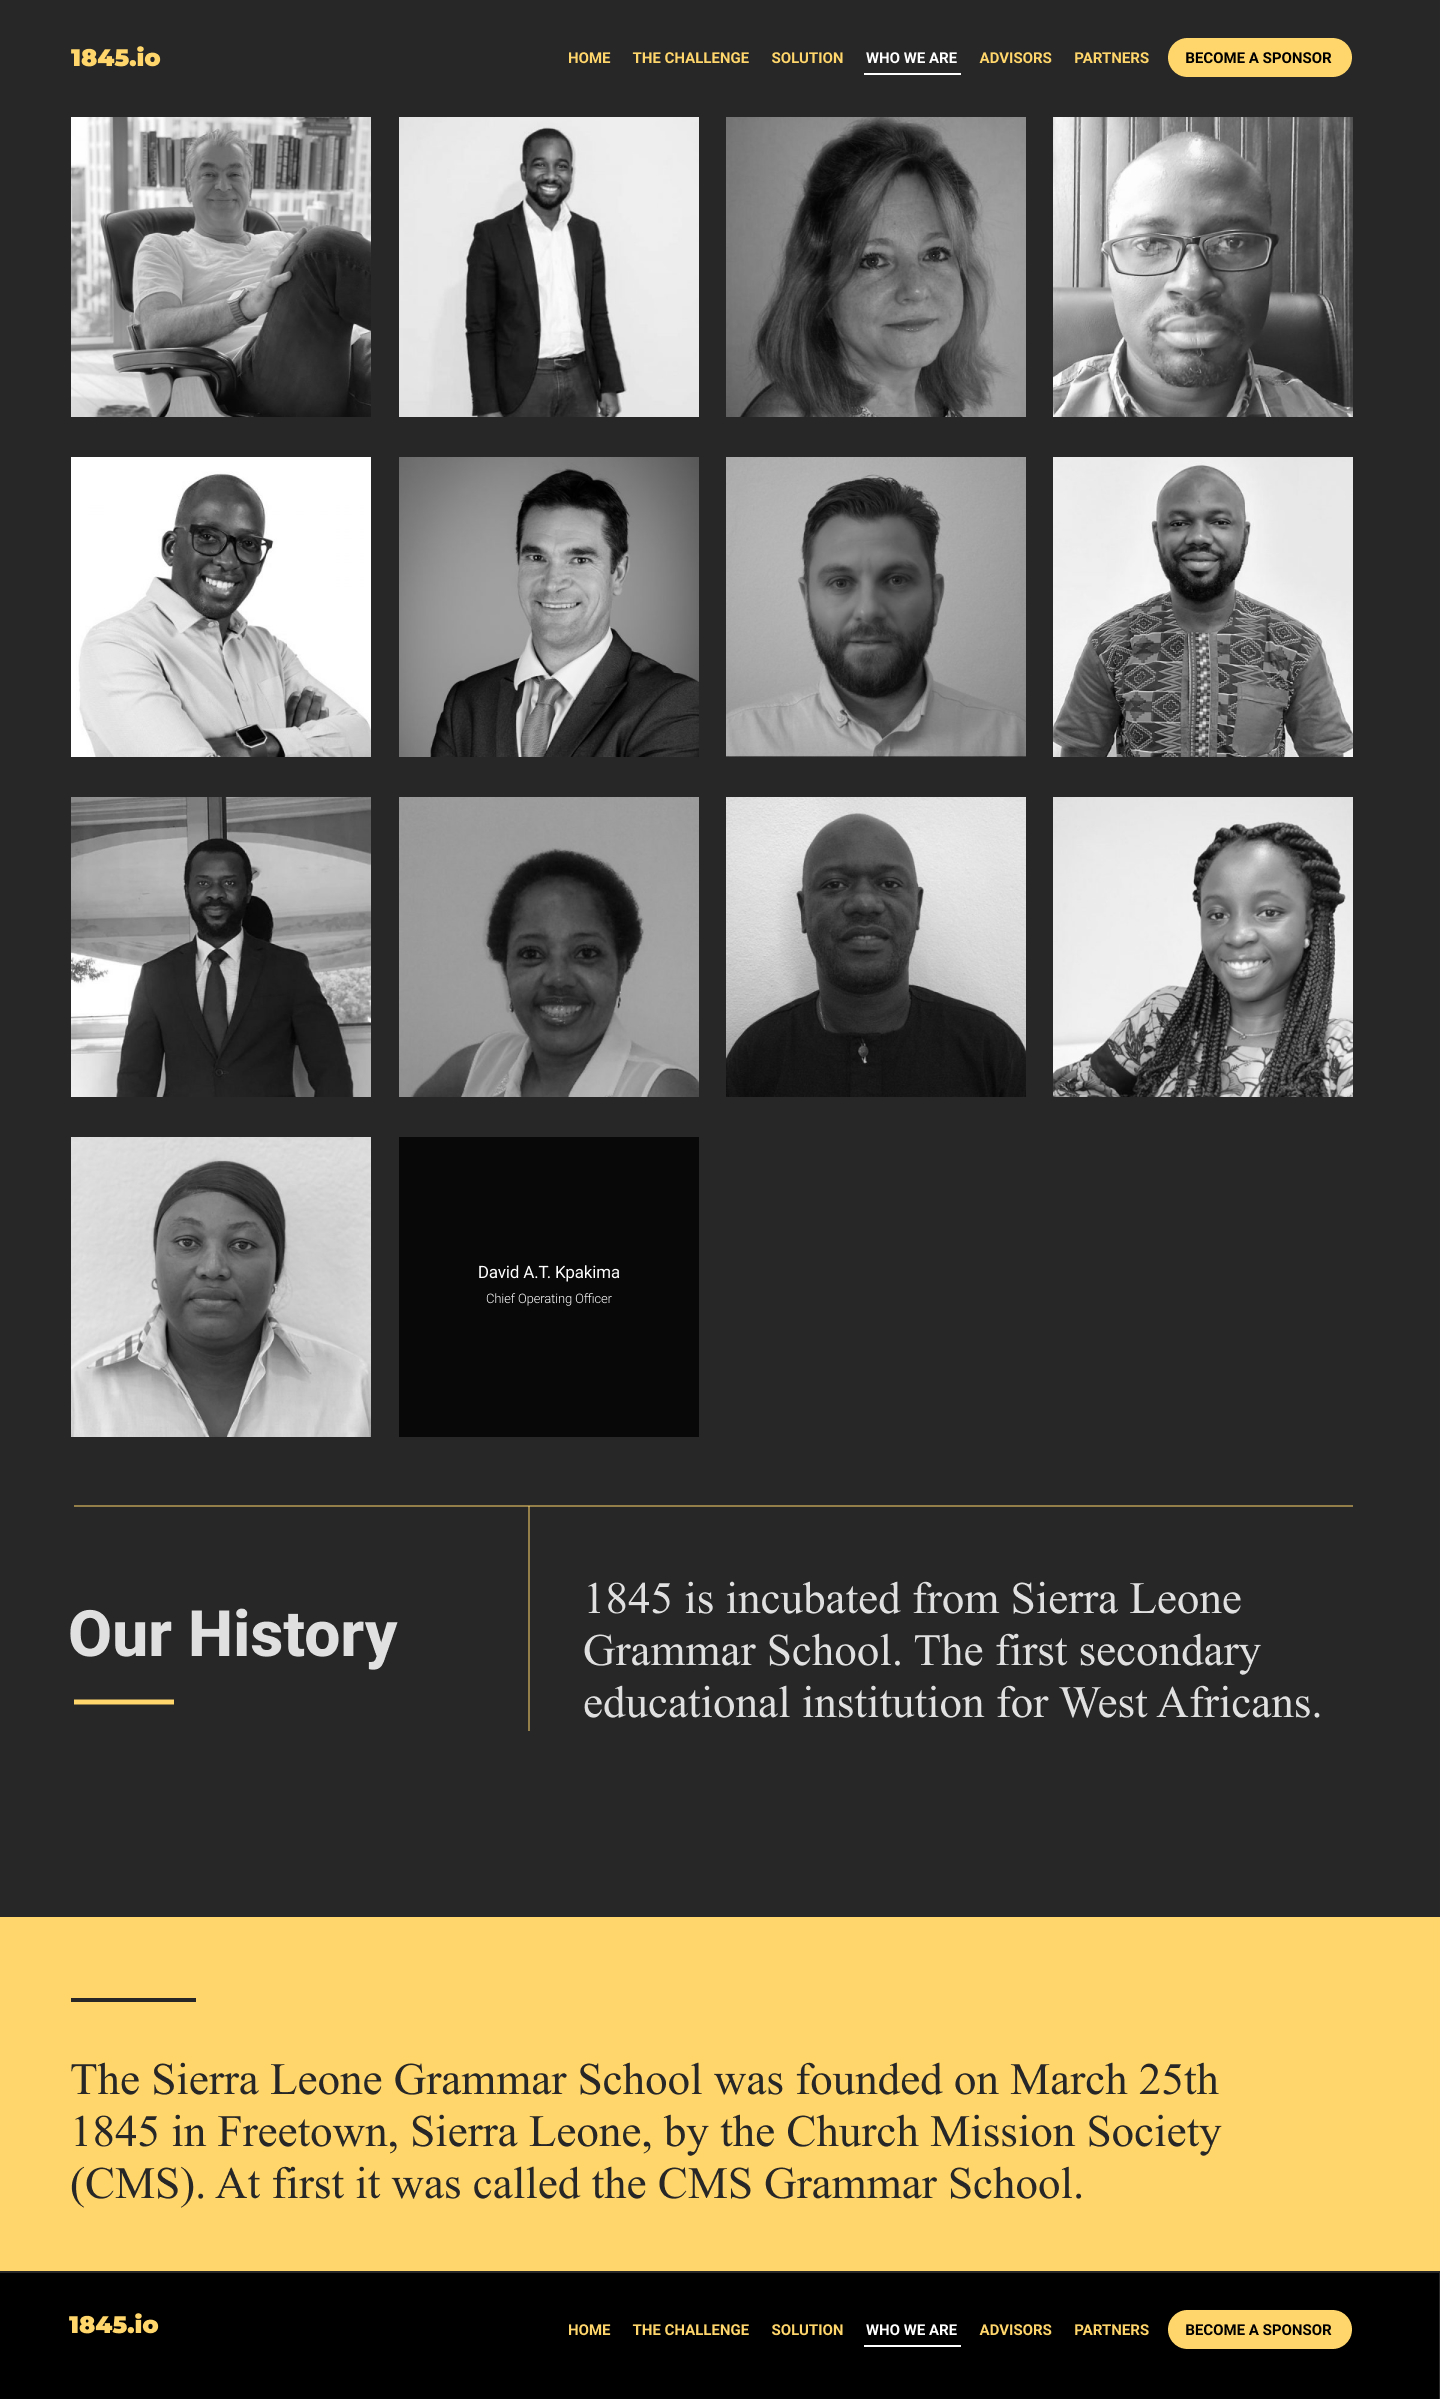 1845.io
HOME THE CHALLENGE SOLUTION WHO WE ARE ADVISORS PARTNERS BECOME A SPONSOR
David A.T. Kpakima
Chief Operating Officer
Our History
1845 is incubated from Sierra Leone
Grammar School. The first secondary
educational institution for West Africans.
The Sierra Leone Grammar School was founded on March 25th
1845 in Freetown, Sierra Leone, by the Church Mission Society
(CMS). At first it was called the CMS Grammar School.
1845.io
HOME THE CHALLENGE SOLUTION WHO WE ARE ADVISORS PARTNERS BECOME A SPONSOR